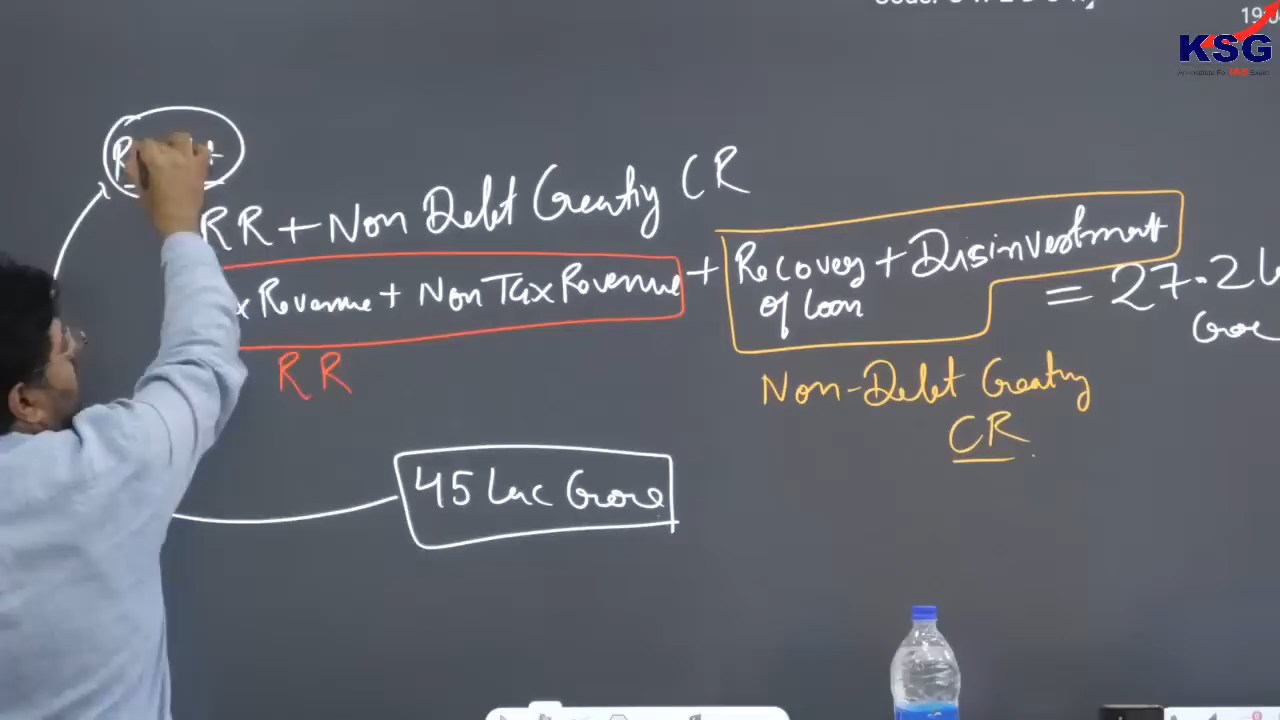 KSG
RR + Non Debt Creating CR
x Revenue + Non Tax Revenue + Recovery of loan + Disinvestment = 27.2 L
RR
Non-Debt Creating
CR
45 Lac Crore